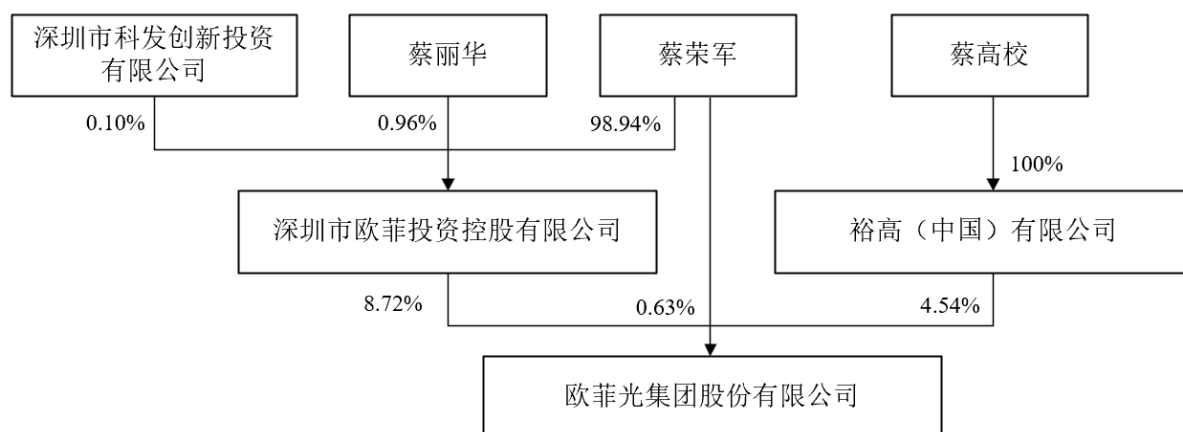 深圳市科发创新投资
有限公司
蔡丽华
蔡荣军
蔡高校
0.10%
0.96%
98.94%
100%
深圳市欧菲投资控股有限公司
裕高（中国）有限公司
8.72%
0.63%
4.54%
欧菲光集团股份有限公司